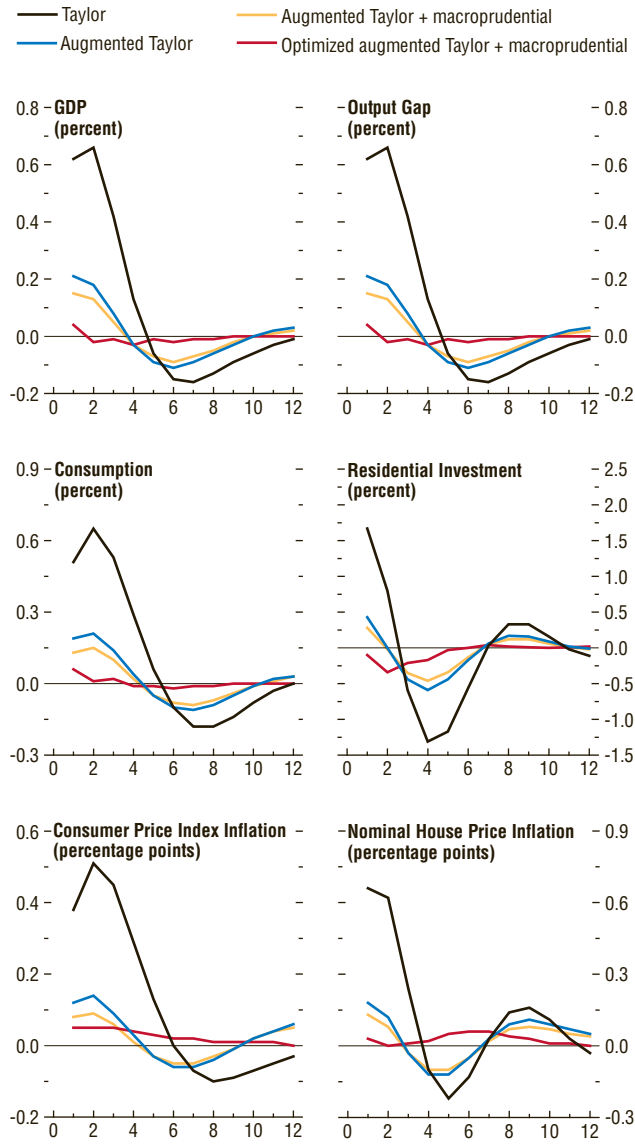 Taylor
Augmented Taylor + macroprudential
Augmented Taylor
Optimized augmented Taylor + macroprudential
GDP
(percent)
0.8
0.6
0.4
0.2
0.0
-0.2
0 2 4 6 8 10 12
Output Gap
(percent)
0.8
0.6
0.4
0.2
0.0
-0.2
0 2 4 6 8 10 12
Consumption
(percent)
0.9
0.6
0.3
0.0
-0.3
0 2 4 6 8 10 12
Residential Investment
(percent)
2.5
2.0
1.5
1.0
0.5
0.0
-0.5
-1.0
-1.5
0 2 4 6 8 10 12
Consumer Price Index Inflation
(percentage points)
0.6
0.4
0.2
0.0
-0.2
0 2 4 6 8 10 12
Nominal House Price Inflation
(percentage points)
0.9
0.6
0.3
0.0
-0.3
0 2 4 6 8 10 12